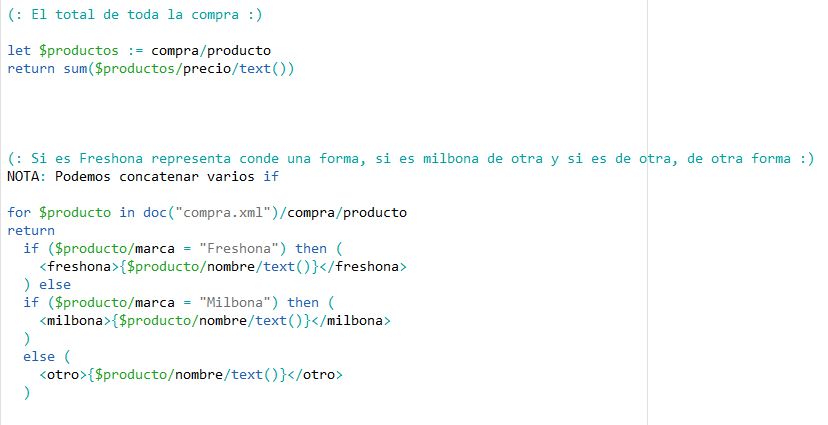 (: El total de toda la compra :)
let $productos := compra/producto
return sum($productos/precio/text())
(: Si es Freshona representa conde una forma, si es milbona de otra y si es de otra, de otra forma :)
NOTA: Podemos concatenar varios if
for $producto in doc("compra.xml")/compra/producto
return
  if ($producto/marca = "Freshona") then (
    <freshona>{$producto/nombre/text()}</freshona>
  ) else
  if ($producto/marca = "Milbona") then (
    <milbona>{$producto/nombre/text()}</milbona>
  )
  else (
    <otro>{$producto/nombre/text()}</otro>
  )